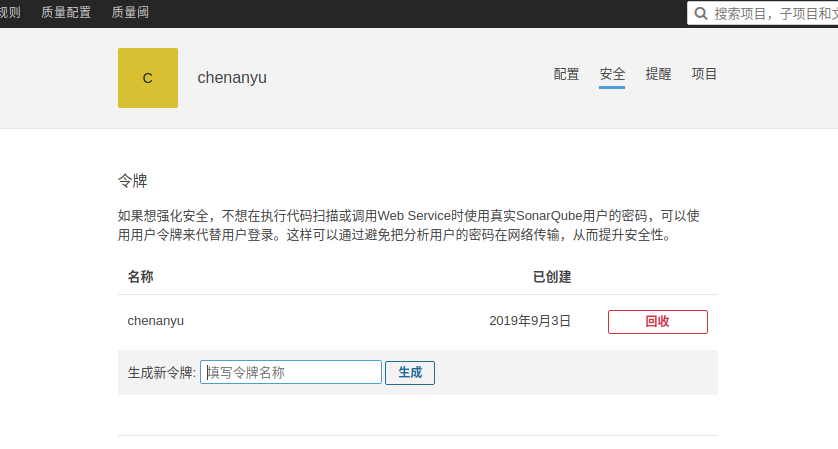 规则 质量配置 质量阈 搜索项目，子项目和文
C chenanyu 配置 安全 提醒 项目
令牌
如果想强化安全，不想在执行代码扫描或调用Web Service时使用真实SonarQube用户的密码，可以使
用用户令牌来代替用户登录。这样可以通过避免把分析用户的密码在网络传输，从而提升安全性。
名称 已创建
chenanyu 2019年9月3日 回收
生成新令牌: 填写令牌名称 生成